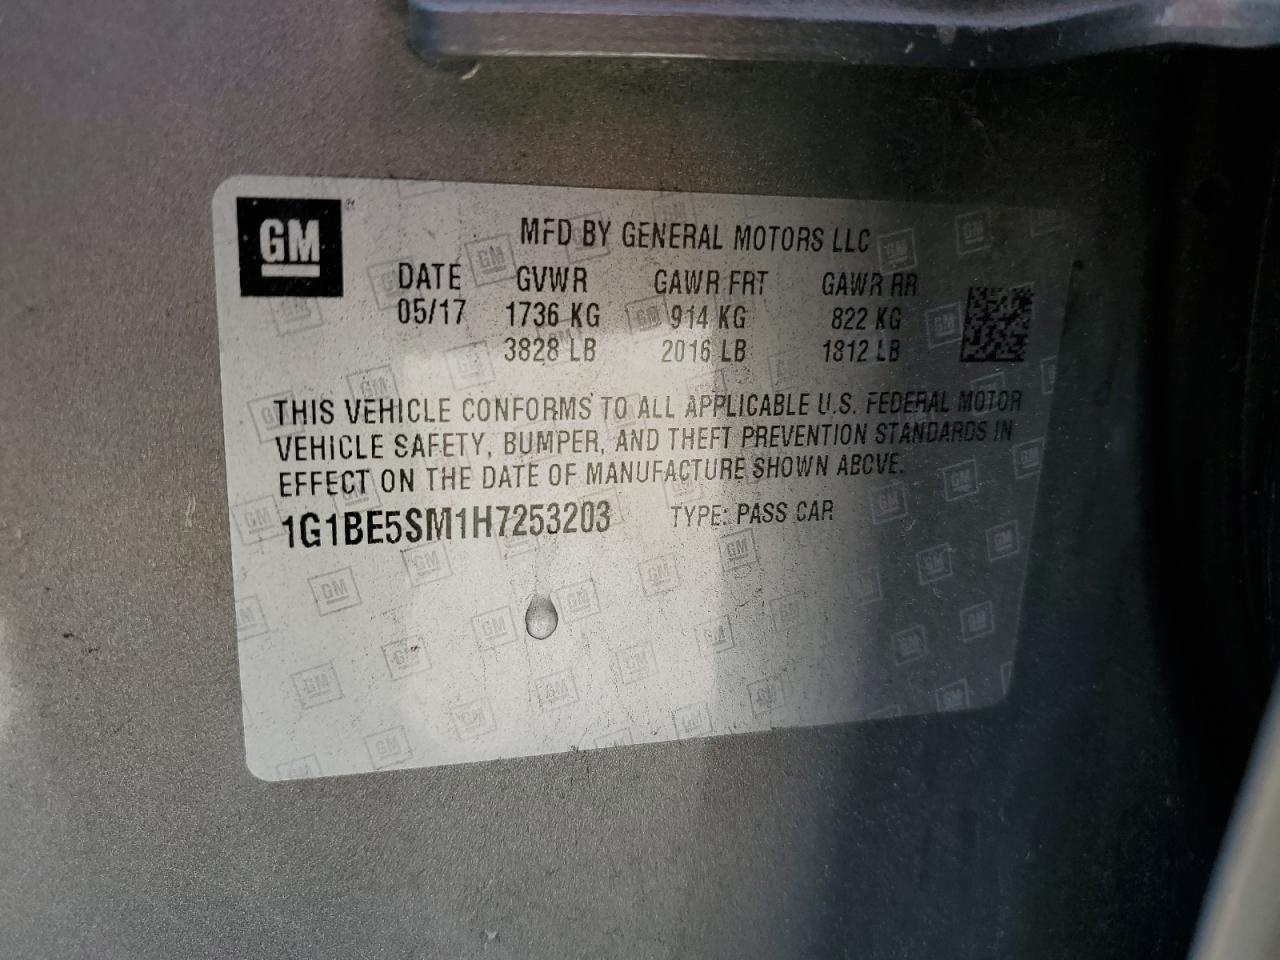 GM
MFD BY GENERAL MOTORS LLC
DATE GVWR GAWR FRT GAWR RR
05/17 1736 KG 914 KG 822 KG
3828 LB 2016 LB 1812 LB
THIS VEHICLE CONFORMS TO ALL APPLICABLE U.S. FEDERAL MOTOR
VEHICLE SAFETY, BUMPER, AND THEFT PREVENTION STANDARDS IN
EFFECT ON THE DATE OF MANUFACTURE SHOWN ABOVE.
1G1BE5SM1H7253203 TYPE: PASS CAR